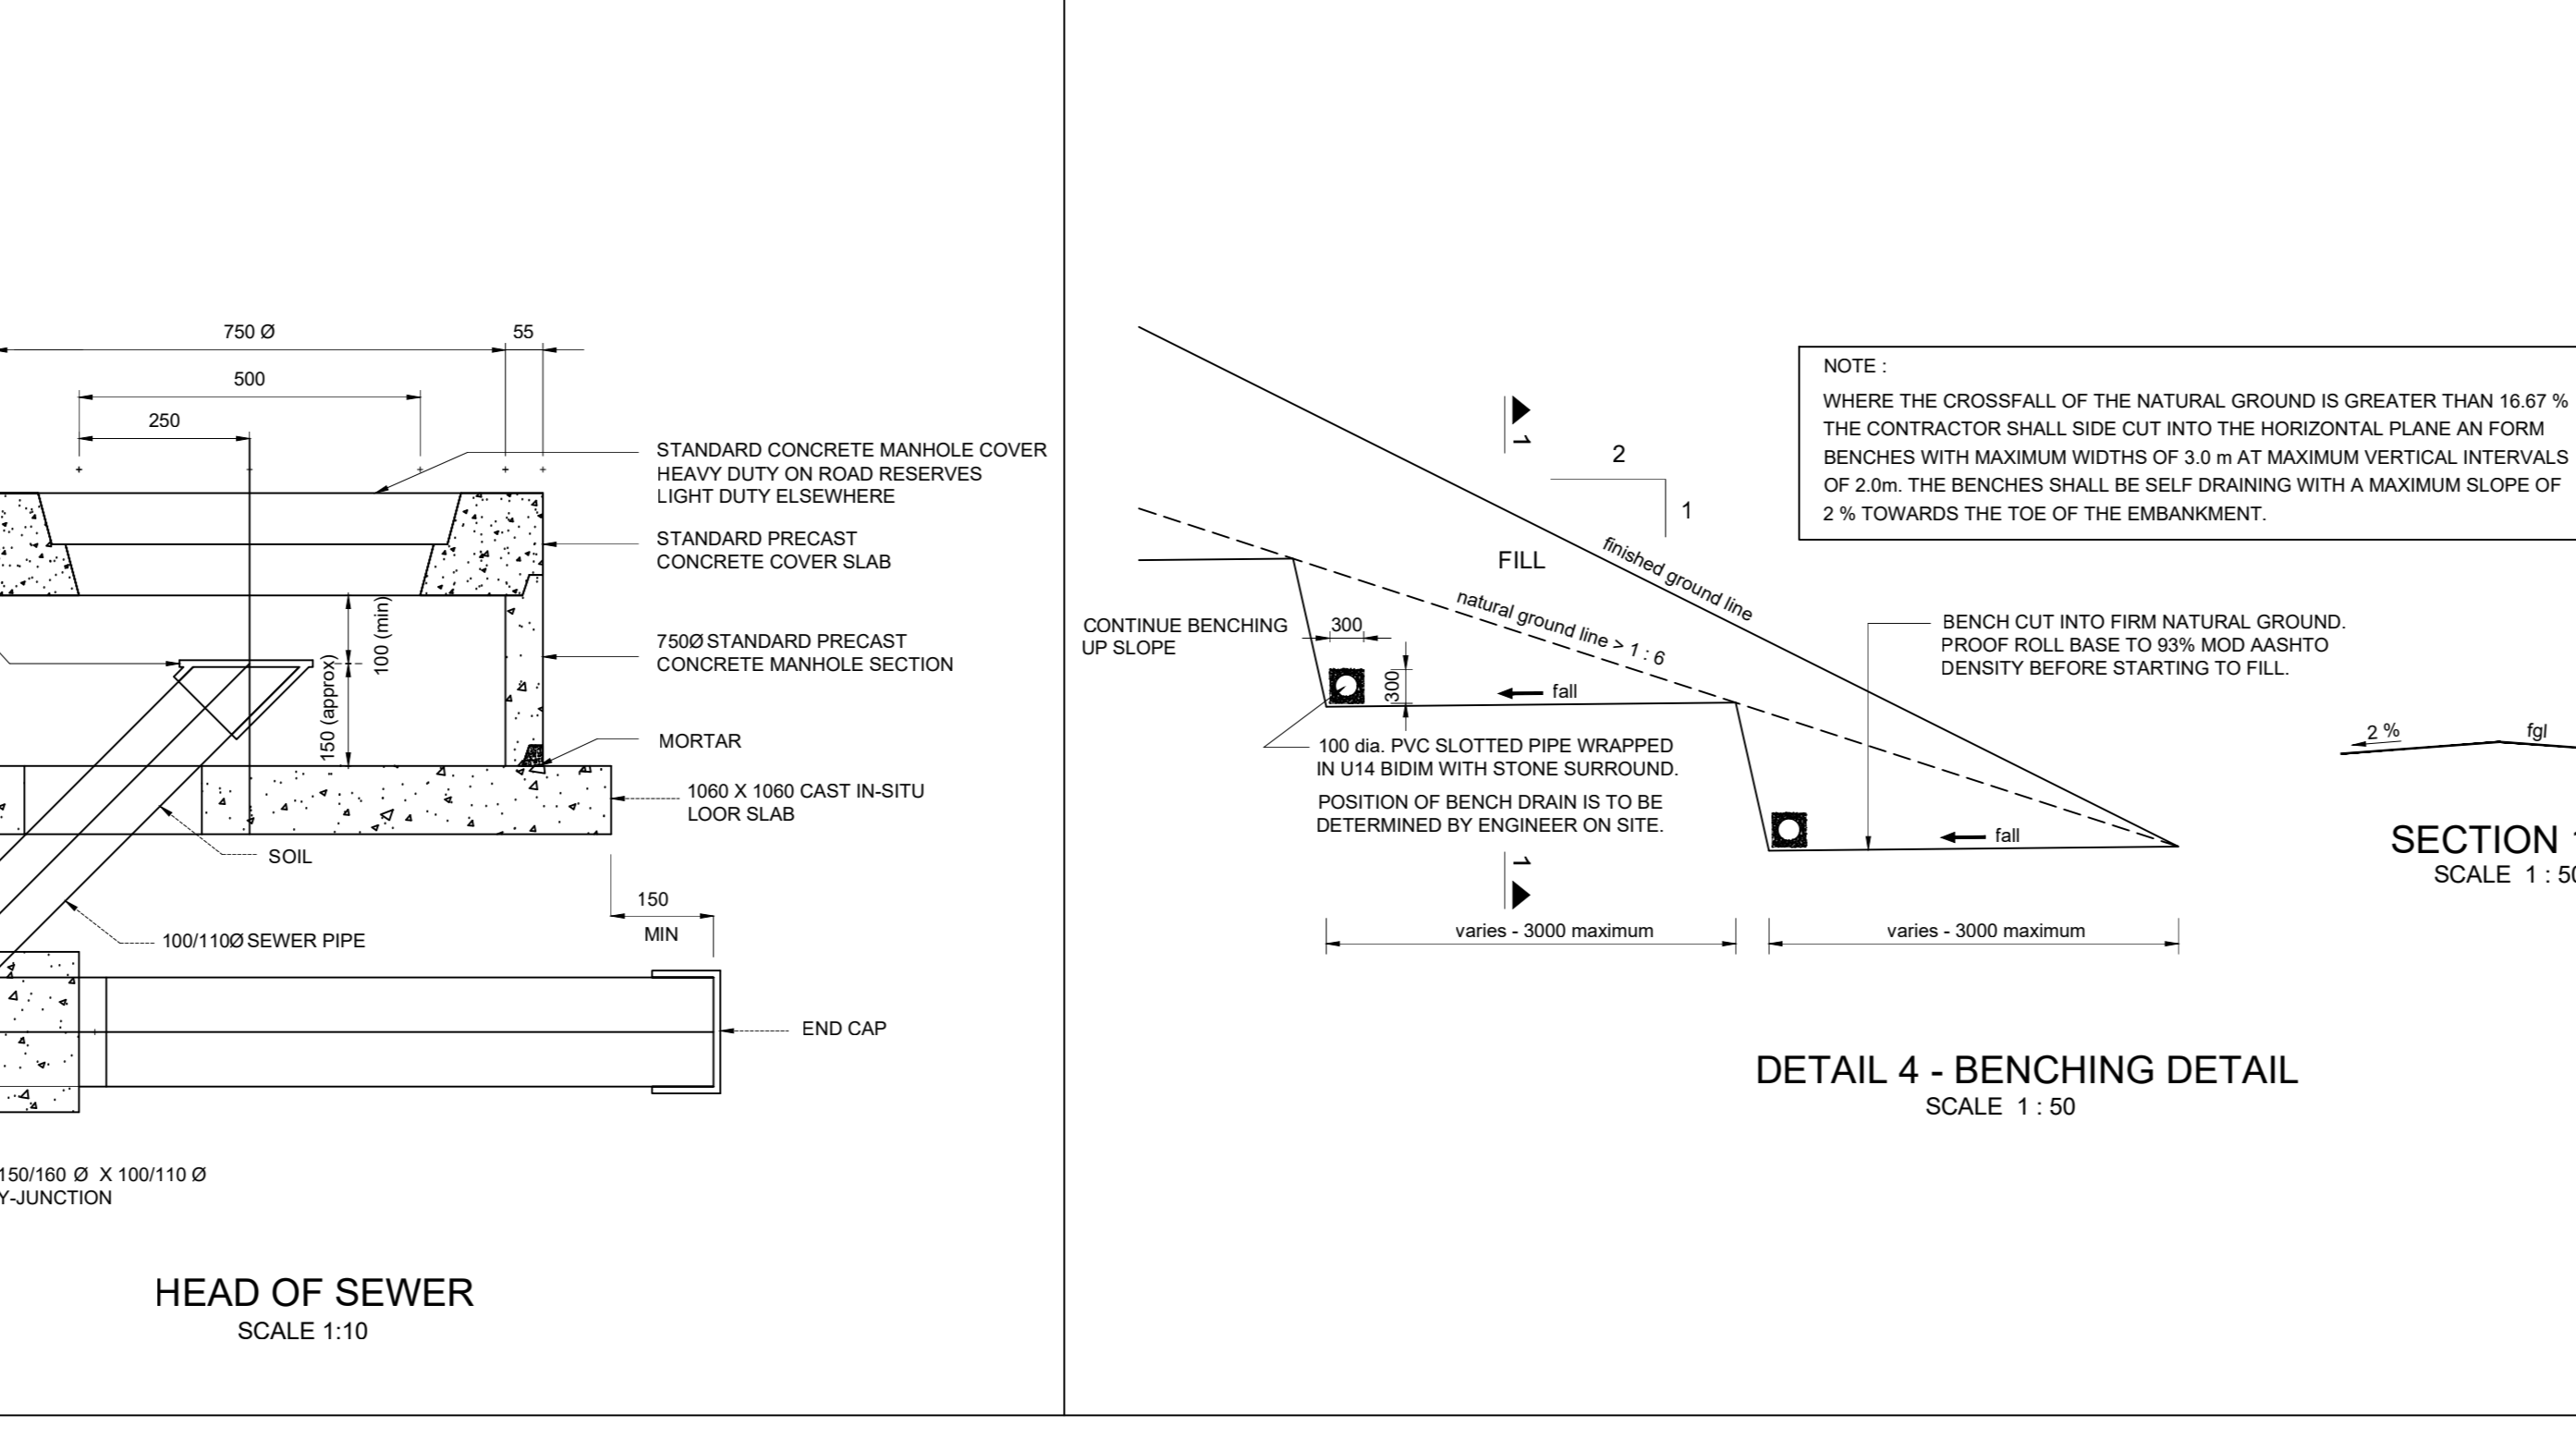 750 Ø
55
500
250
STANDARD CONCRETE MANHOLE COVER
HEAVY DUTY ON ROAD RESERVES
LIGHT DUTY ELSEWHERE
STANDARD PRECAST
CONCRETE COVER SLAB
100 (min)
150 (approx)
750Ø STANDARD PRECAST
CONCRETE MANHOLE SECTION
MORTAR
1060 X 1060 CAST IN-SITU
LOOR SLAB
SOIL
150
MIN
100/110Ø SEWER PIPE
END CAP
150/160 Ø X 100/110 Ø
Y-JUNCTION
HEAD OF SEWER
SCALE 1:10
NOTE :
WHERE THE CROSSFALL OF THE NATURAL GROUND IS GREATER THAN 16.67 %
THE CONTRACTOR SHALL SIDE CUT INTO THE HORIZONTAL PLANE AN FORM
BENCHES WITH MAXIMUM WIDTHS OF 3.0 m AT MAXIMUM VERTICAL INTERVALS
OF 2.0m. THE BENCHES SHALL BE SELF DRAINING WITH A MAXIMUM SLOPE OF
2 % TOWARDS THE TOE OF THE EMBANKMENT.
1
2
1
FILL
finished ground line
natural ground line > 1 : 6
CONTINUE BENCHING
UP SLOPE
300
300
fall
BENCH CUT INTO FIRM NATURAL GROUND.
PROOF ROLL BASE TO 93% MOD AASHTO
DENSITY BEFORE STARTING TO FILL.
100 dia. PVC SLOTTED PIPE WRAPPED
IN U14 BIDIM WITH STONE SURROUND.
POSITION OF BENCH DRAIN IS TO BE
DETERMINED BY ENGINEER ON SITE.
fall
1
varies - 3000 maximum
varies - 3000 maximum
2 %
fgl
SECTION 1
SCALE 1 : 50
DETAIL 4 - BENCHING DETAIL
SCALE 1 : 50